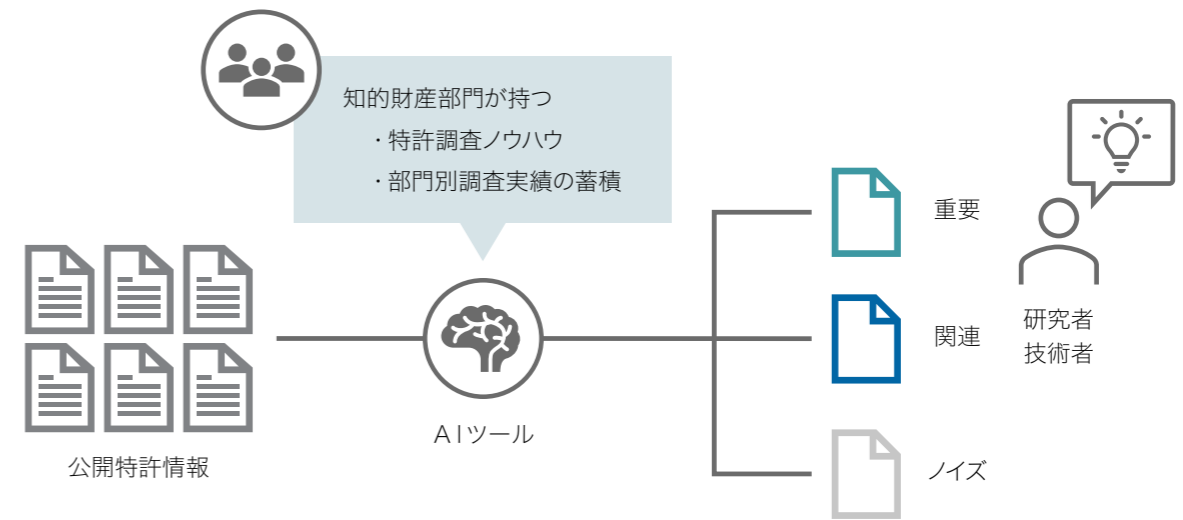 知的財産部門が持つ
・特許調査ノウハウ
・部門別調査実績の蓄積
公開特許情報
AIツール
重要
関連
ノイズ
研究者
技術者